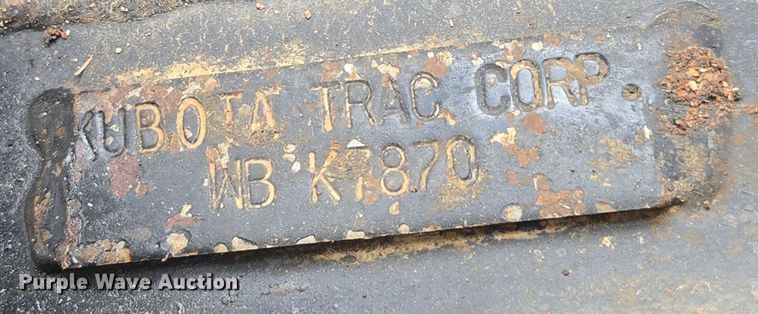 KUBOTA TRAC CORP.
WB K7870
Purple Wave Auction